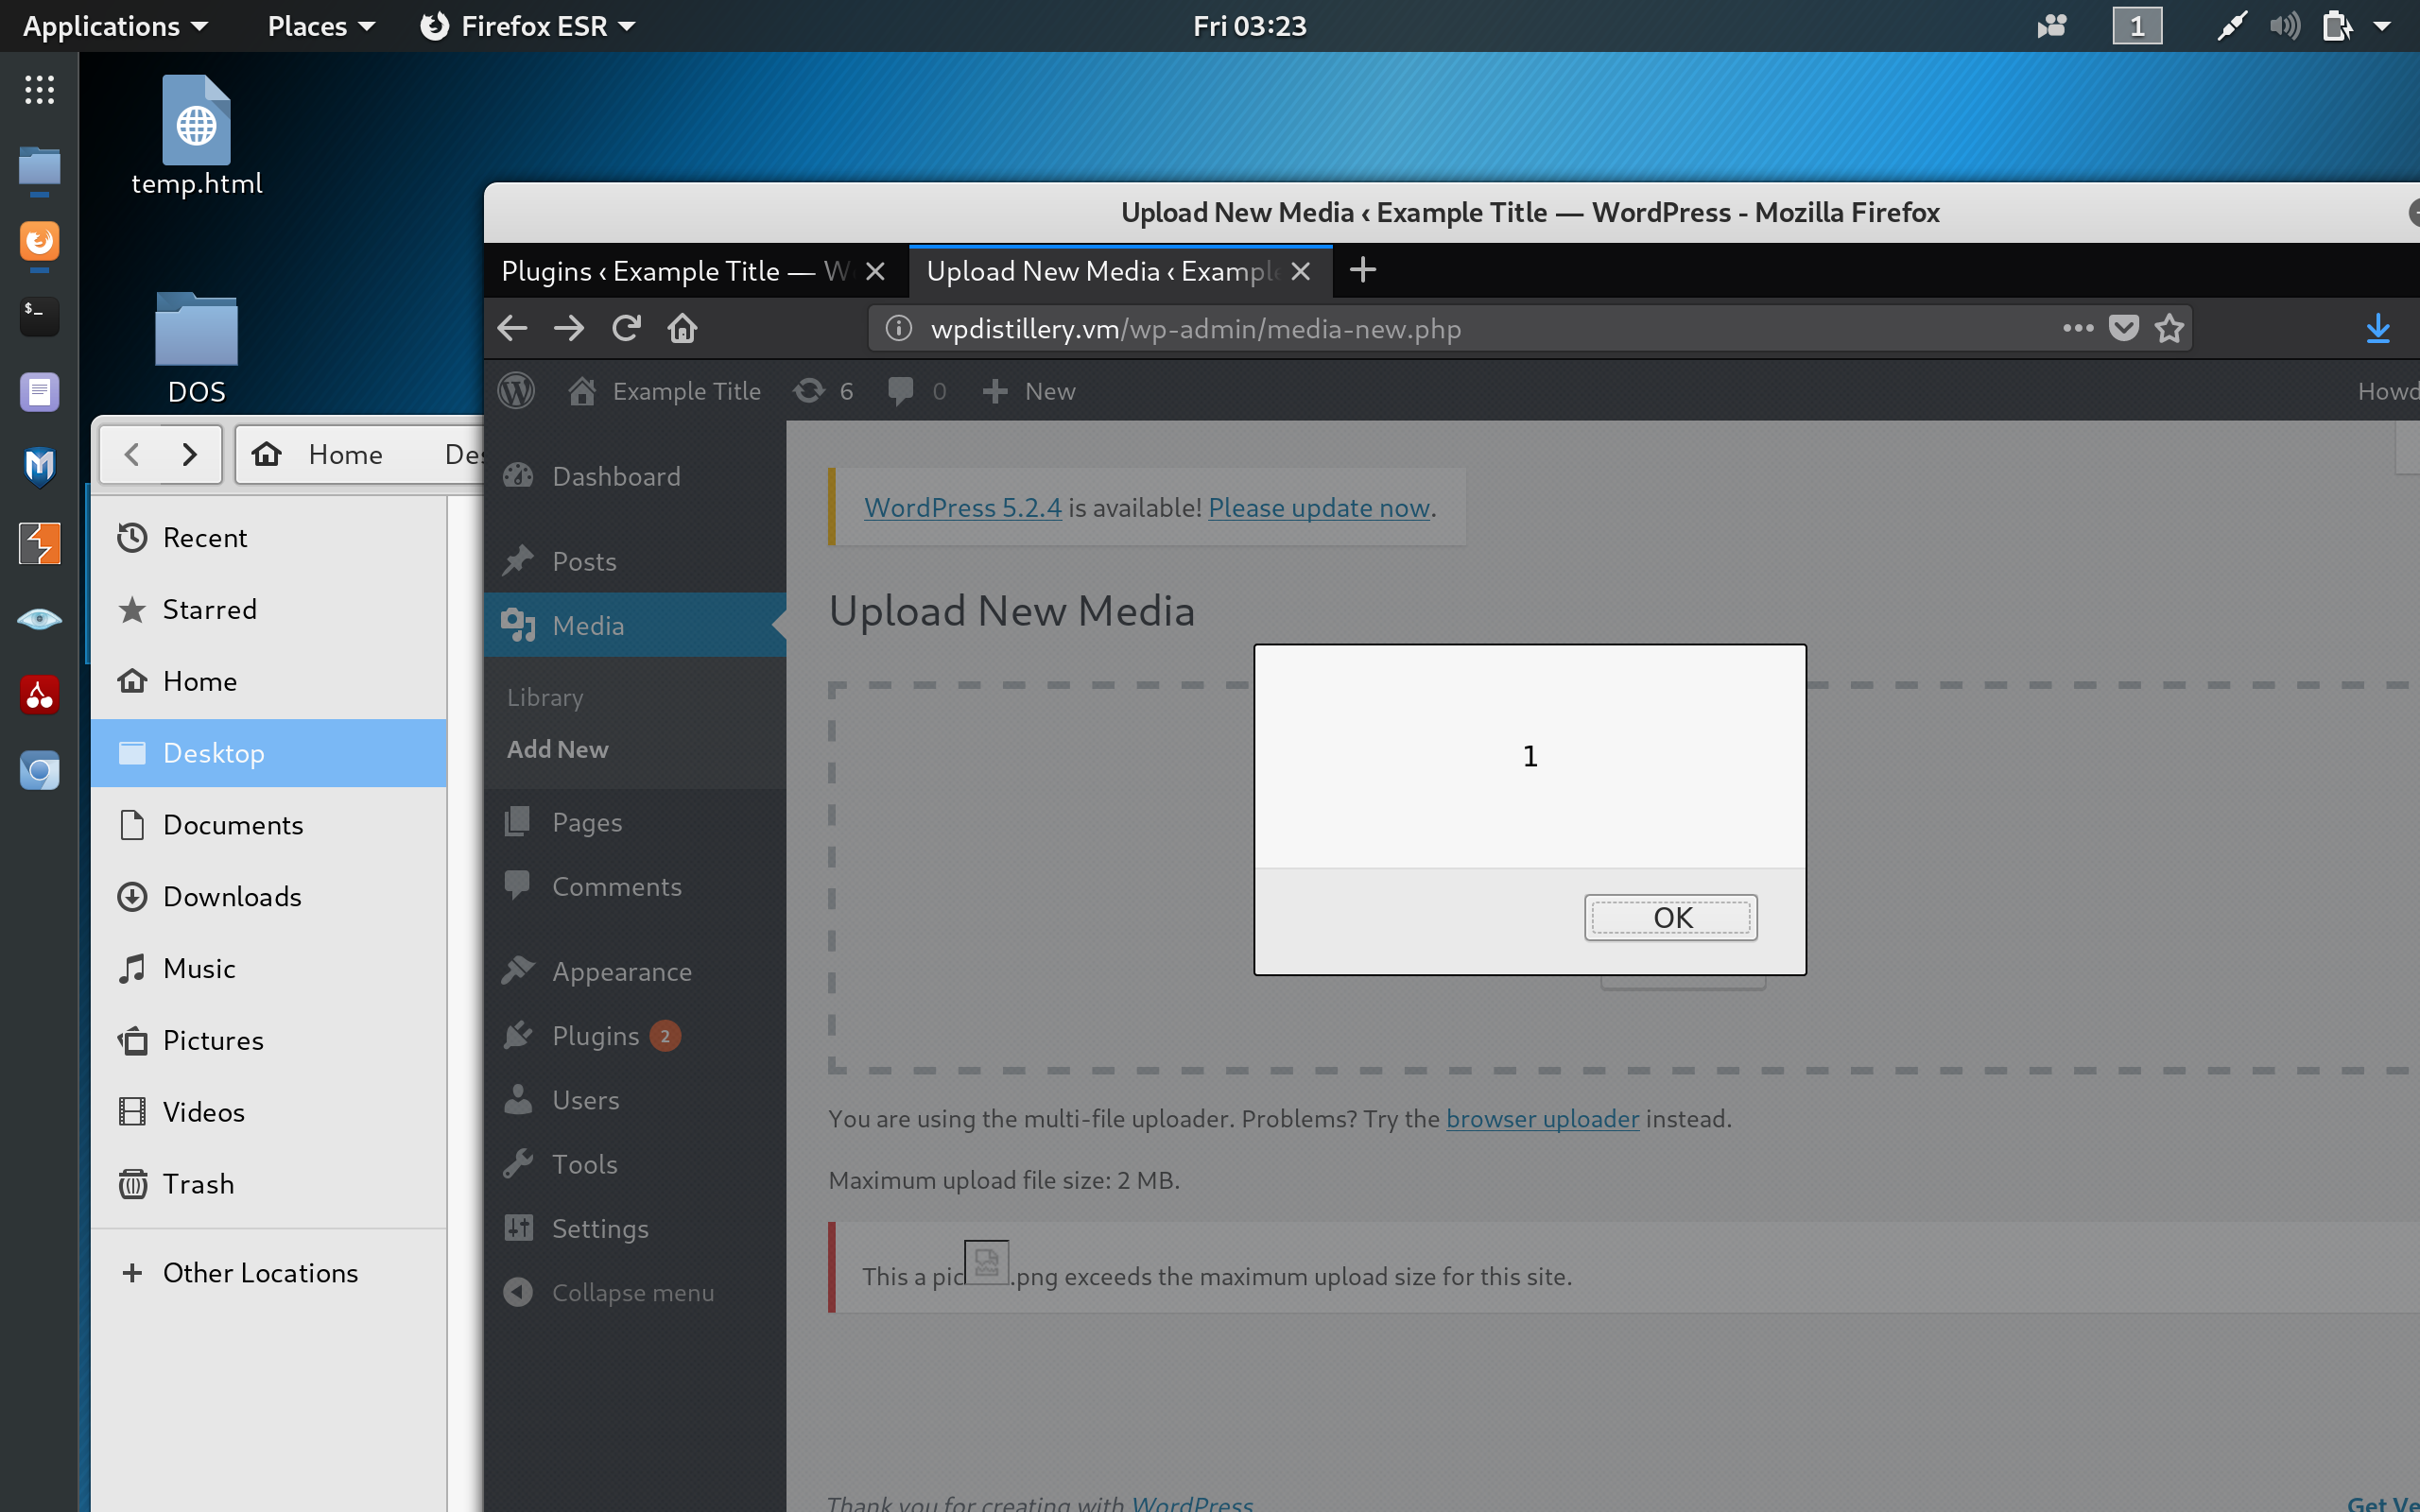 Applications Places Firefox ESR Fri 03:23 1
temp.html
DOS
Home
Recent
Starred
Home
Desktop
Documents
Downloads
Music
Pictures
Videos
Trash
+ Other Locations
Upload New Media ‹ Example Title — WordPress - Mozilla Firefox
Plugins ‹ Example Title — Upload New Media ‹ Example
wpdistillery.vm/wp-admin/media-new.php
Example Title 6 0 + New
Dashboard
Posts
Media
Library
Add New
Pages
Comments
Appearance
Plugins 2
Users
Tools
Settings
Collapse menu
WordPress 5.2.4 is available! Please update now.
Upload New Media
1
OK
You are using the multi-file uploader. Problems? Try the browser uploader instead.
Maximum upload file size: 2 MB.
This a pic.png exceeds the maximum upload size for this site.
Thank you for creating with WordPress
Get